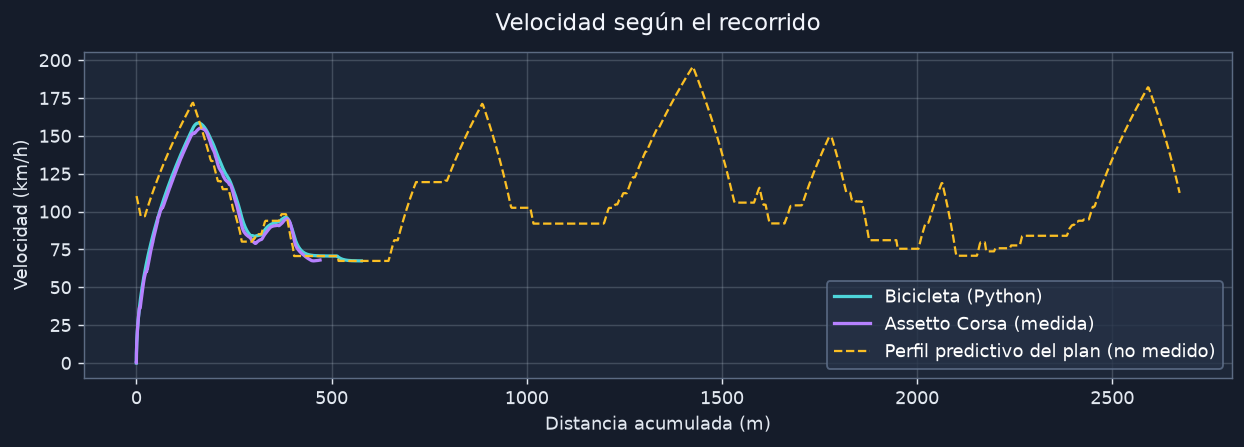 Velocidad según el recorrido
Velocidad (km/h)
200
175
150
125
100
75
50
25
0
Bicicleta (Python)
Assetto Corsa (medida)
Perfil predictivo del plan (no medido)
0 500 1000 1500 2000 2500
Distancia acumulada (m)